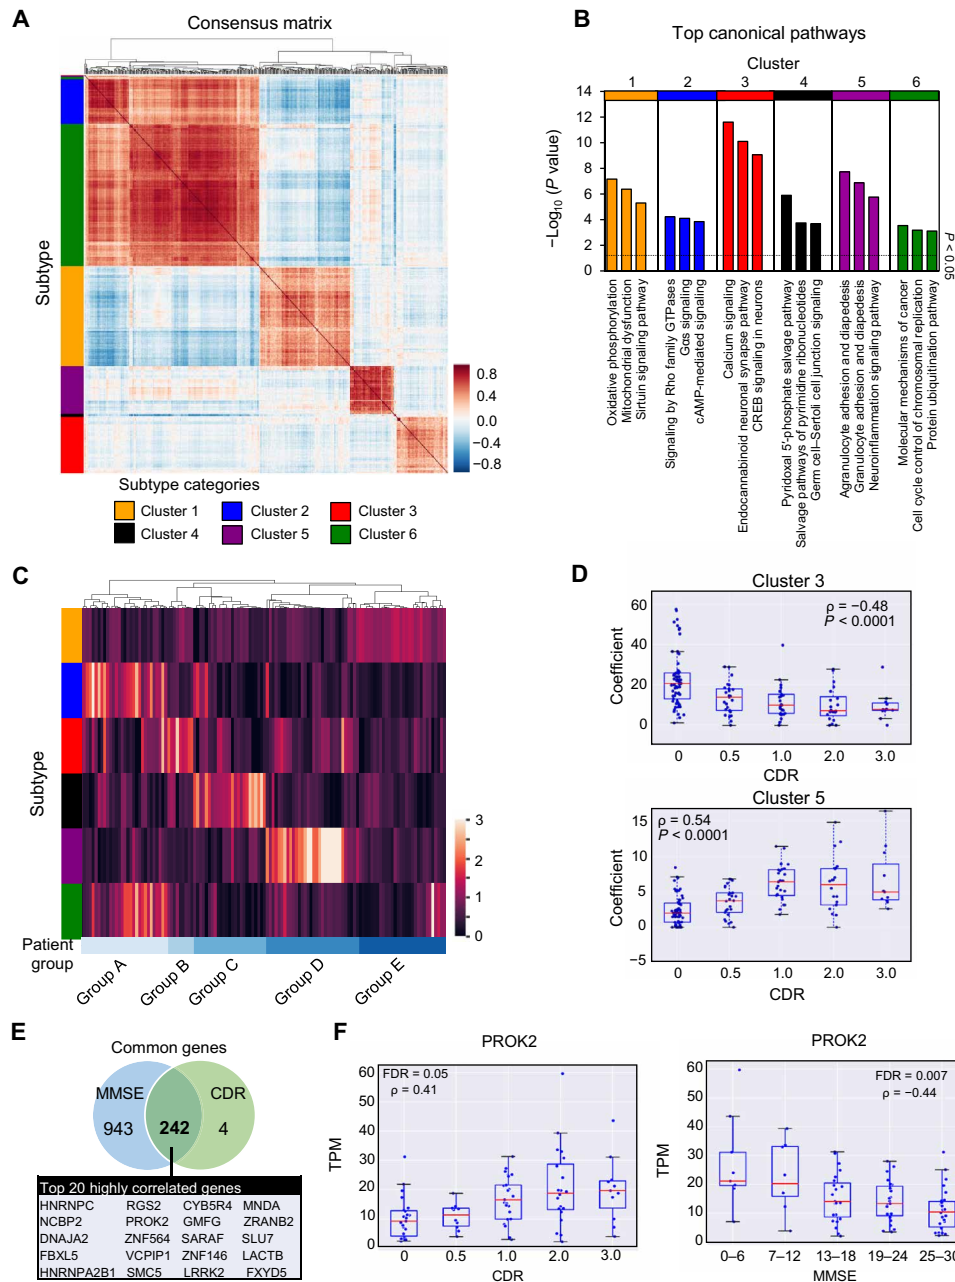 A
Consensus matrix
Subtype
0.8
0.4
0.0
−0.4
−0.8
Subtype categories
Cluster 1
Cluster 2
Cluster 3
Cluster 4
Cluster 5
Cluster 6
B
Top canonical pathways
Cluster
1 2 3 4 5 6
−Log10 (P value)
14
12
10
8
6
4
2
0
P < 0.05
Oxidative phosphorylation
Mitochondrial dysfunction
Sirtuin signaling pathway
Signaling by Rho family GTPases
Gαs signaling
cAMP-mediated signaling
Calcium signaling
Endocannabinoid neuronal synapse pathway
CREB signaling in neurons
Pyridoxal 5'-phosphate salvage pathway
Salvage pathways of pyrimidine ribonucleotides
Germ cell–Sertoli cell junction signaling
Agranulocyte adhesion and diapedesis
Granulocyte adhesion and diapedesis
Neuroinflammation signaling pathway
Molecular mechanisms of cancer
Cell cycle control of chromosomal replication
Protein ubiquitination pathway
C
Subtype
3
2
1
0
Patient
group
Group A
Group B
Group C
Group D
Group E
D
Cluster 3
ρ = −0.48
P < 0.0001
Coefficient
60
40
20
0
0 0.5 1.0 2.0 3.0
CDR
Cluster 5
ρ = 0.54
P < 0.0001
Coefficient
15
10
5
0
−5
0 0.5 1.0 2.0 3.0
CDR
E
Common genes
MMSE
CDR
943
242
4
Top 20 highly correlated genes
HNRNPC RGS2 CYB5R4 MNDA
NCBP2 PROK2 GMFG ZRANB2
DNAJA2 ZNF564 SARAF SLU7
FBXL5 VCPIP1 ZNF146 LACTB
HNRNPA2B1 SMC5 LRRK2 FXYD5
F
PROK2
FDR = 0.05
ρ = 0.41
TPM
60
50
40
30
20
10
0
0 0.5 1.0 2.0 3.0
CDR
PROK2
FDR = 0.007
ρ = −0.44
TPM
60
50
40
30
20
10
0
0–6 7–12 13–18 19–24 25–30
MMSE